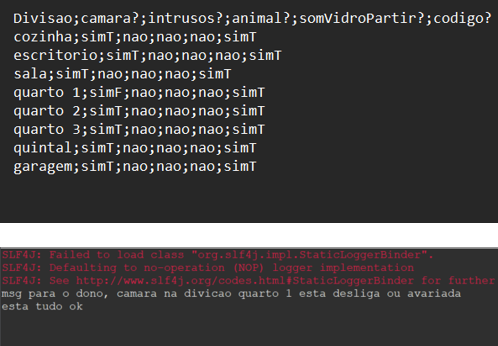 Divisao;camara?;intrusos?;animal?;somVidroPartir?;codigo?
cozinha;simT;nao;nao;nao;simT
escritorio;simT;nao;nao;nao;simT
sala;simT;nao;nao;nao;simT
quarto 1;simF;nao;nao;nao;simT
quarto 2;simT;nao;nao;nao;simT
quarto 3;simT;nao;nao;nao;simT
quintal;simT;nao;nao;nao;simT
garagem;simT;nao;nao;nao;simT
SLF4J: Failed to load class "org.slf4j.impl.StaticLoggerBinder".
SLF4J: Defaulting to no-operation (NOP) logger implementation
SLF4J: See http://www.slf4j.org/codes.html#StaticLoggerBinder for further
msg para o dono, camara na divicao quarto 1 esta desliga ou avariada
esta tudo ok